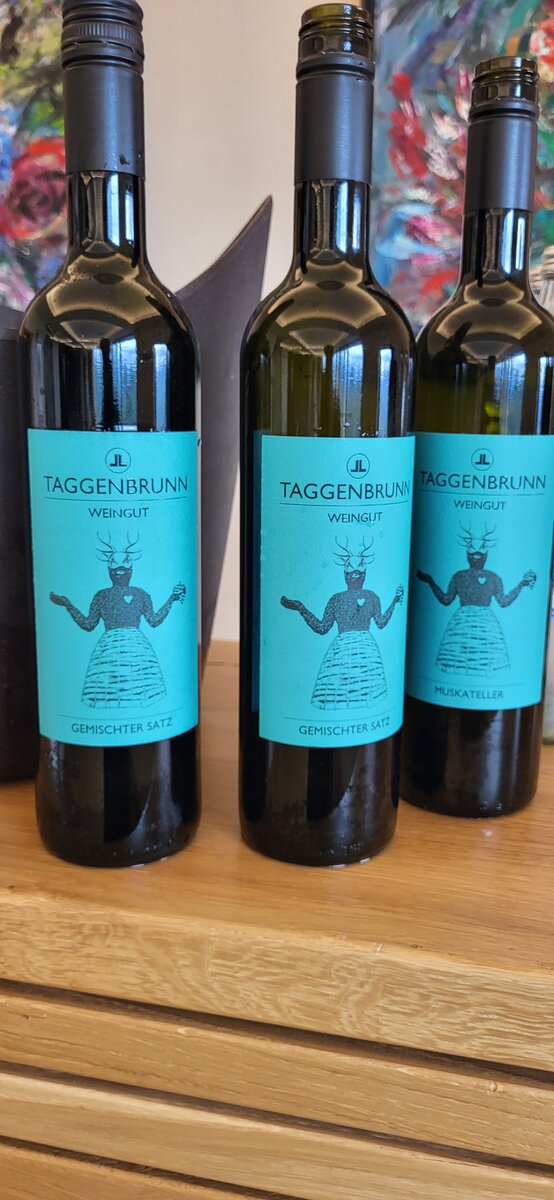 JL
TAGGENBRUNN
WEINGUT
GEMISCHTER SATZ
JL
TAGGENBRUNN
WEINGUT
GEMISCHTER SATZ
JL
TAGGENBRUNN
WEINGUT
MUSKATELLER